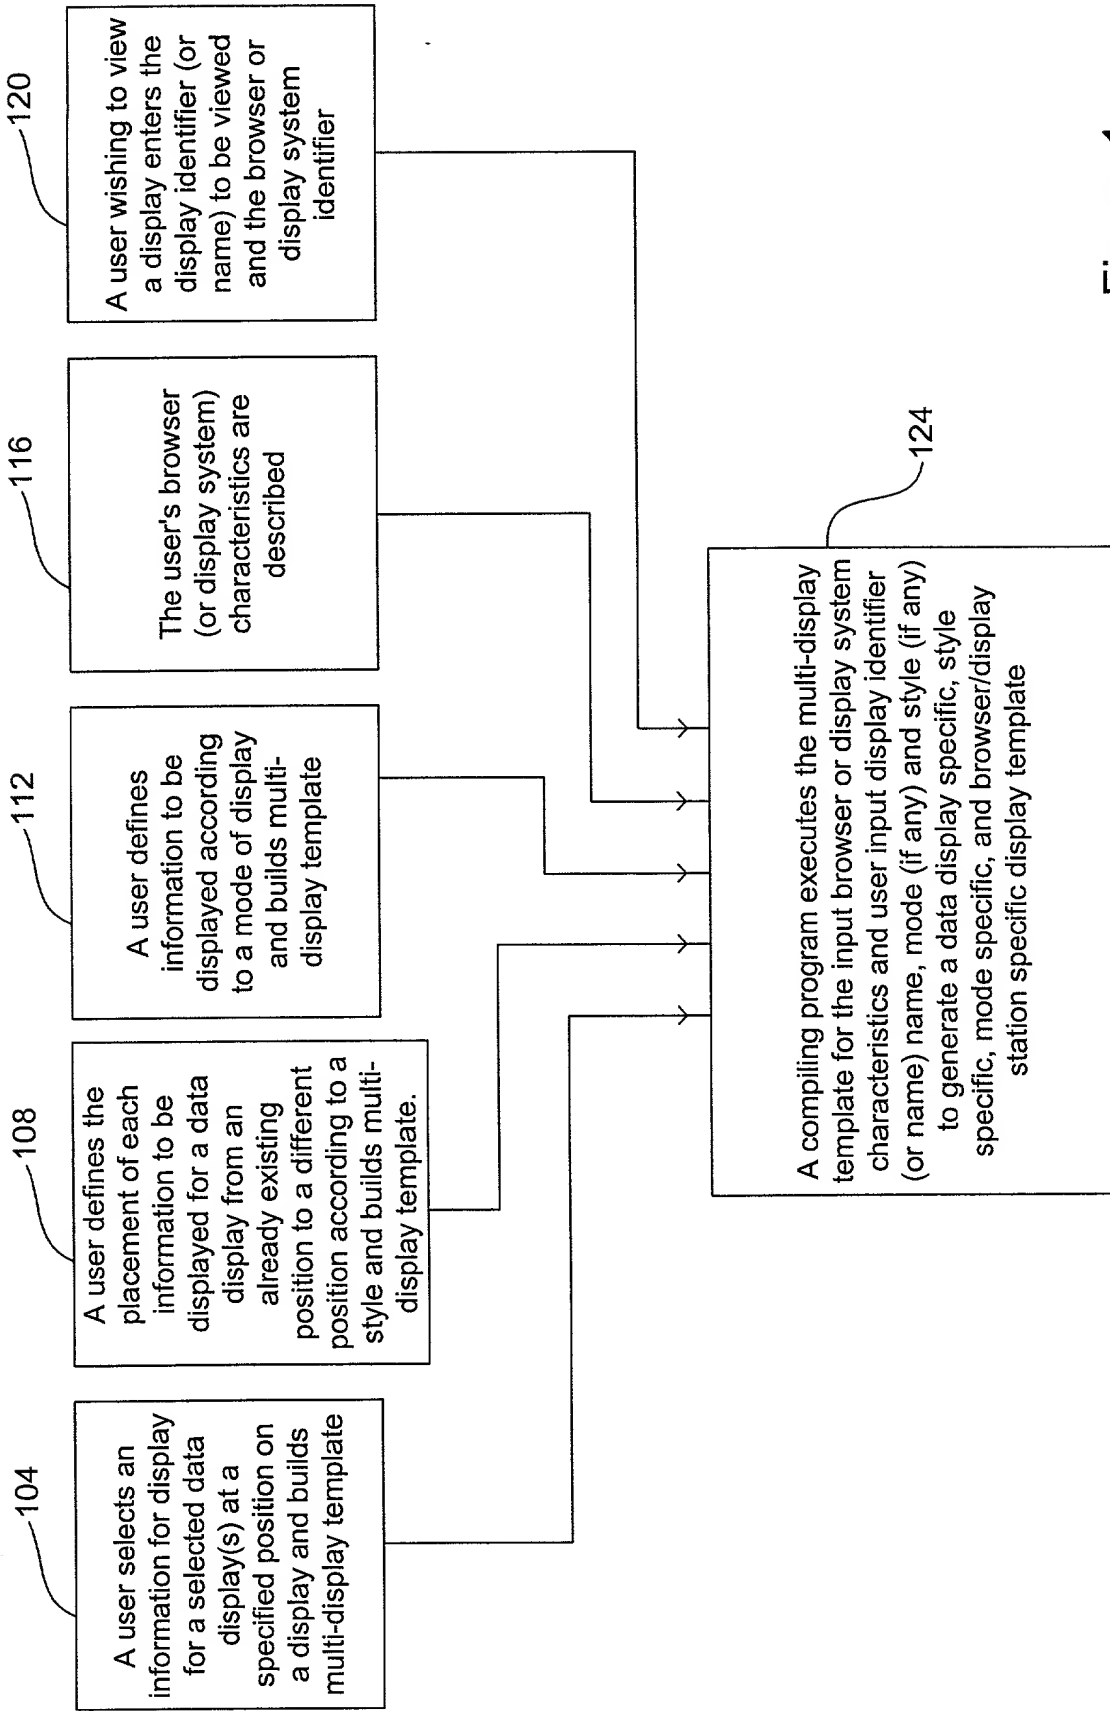 104
A user selects an
information for display
for a selected data
display(s) at a
specified position on
a display and builds
multi-display template
108
A user defines the
placement of each
information to be
displayed for a data
display from an
already existing
position to a different
position according to a
style and builds multi-
display template.
112
A user defines
information to be
displayed according
to a mode of display
and builds multi-
display template
116
The user's browser
(or display system)
characteristics are
described
120
A user wishing to view
a display enters the
display identifier (or
name) to be viewed
and the browser or
display system
identifier
124
A compiling program executes the multi-display
template for the input browser or display system
characteristics and user input display identifier
(or name) name, mode (if any) and style (if any)
to generate a data display specific, style
specific, mode specific, and browser/display
station specific display template